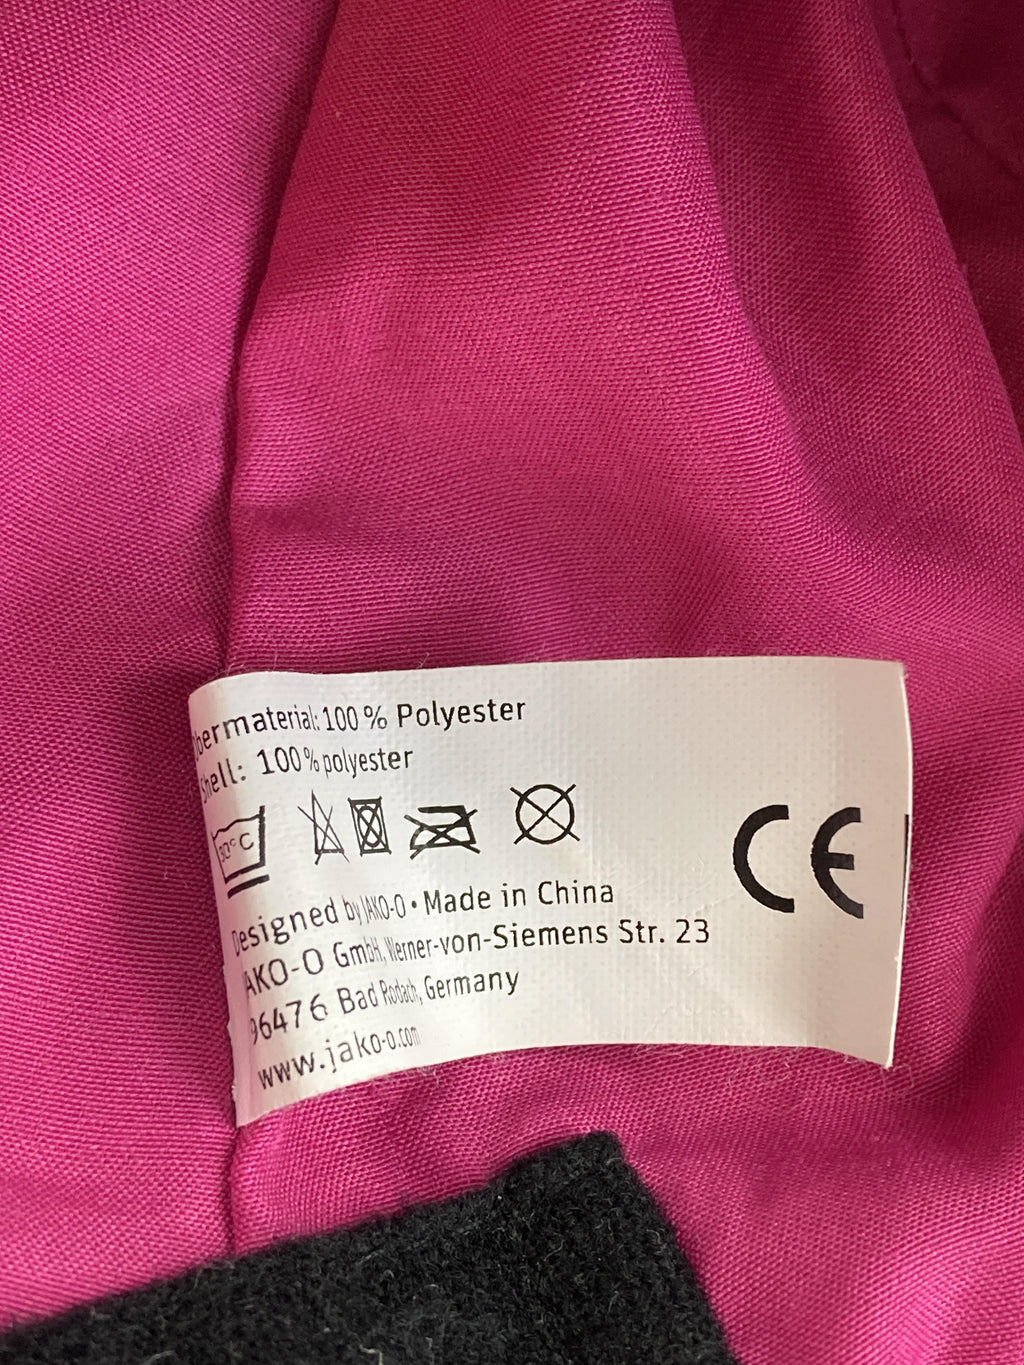 Obermaterial: 100 % Polyester
Shell: 100% polyester
30°C
CE
Designed by JAKO-O • Made in China
JAKO-O GmbH, Werner-von-Siemens Str. 23
96476 Bad Rodach, Germany
www.jako-o.com